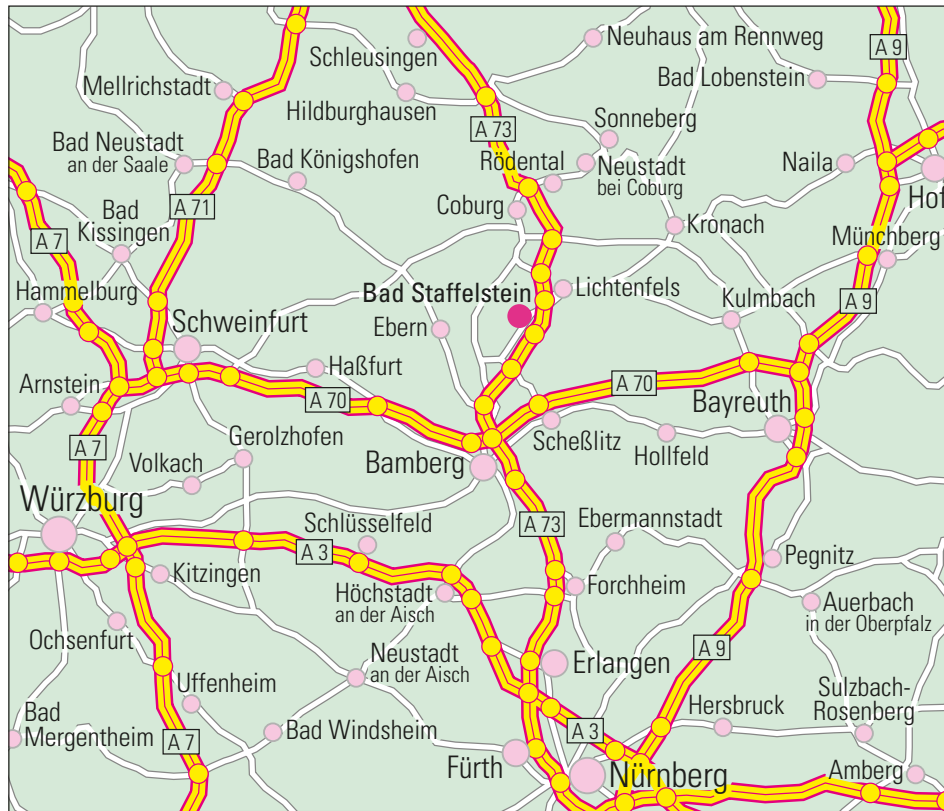 Neuhaus am Rennweg
Schleusingen
A 9
Bad Lobenstein
Mellrichstadt
Hildburghausen
Sonneberg
A 73
Bad Neustadt
an der Saale
Bad Königshofen
Rödental
Neustadt
bei Coburg
Naila
Hof
A 71
Coburg
Bad
Kissingen
Kronach
A 7
Münchberg
Hammelburg
Bad Staffelstein
Lichtenfels
Kulmbach
A 9
Schweinfurt
Ebern
Haßfurt
Arnstein
A 70
A 70
Bayreuth
Gerolzhofen
Scheßlitz
Hollfeld
A 7
Volkach
Bamberg
Würzburg
Schlüsselfeld
A 73
Ebermannstadt
A 3
Pegnitz
Kitzingen
Höchstadt
an der Aisch
Forchheim
Auerbach
in der Oberpfalz
Ochsenfurt
Neustadt
an der Aisch
Erlangen
A 9
Uffenheim
Sulzbach-
Rosenberg
Hersbruck
Bad
Mergentheim
A 7
Bad Windsheim
A 3
Fürth
Nürnberg
Amberg